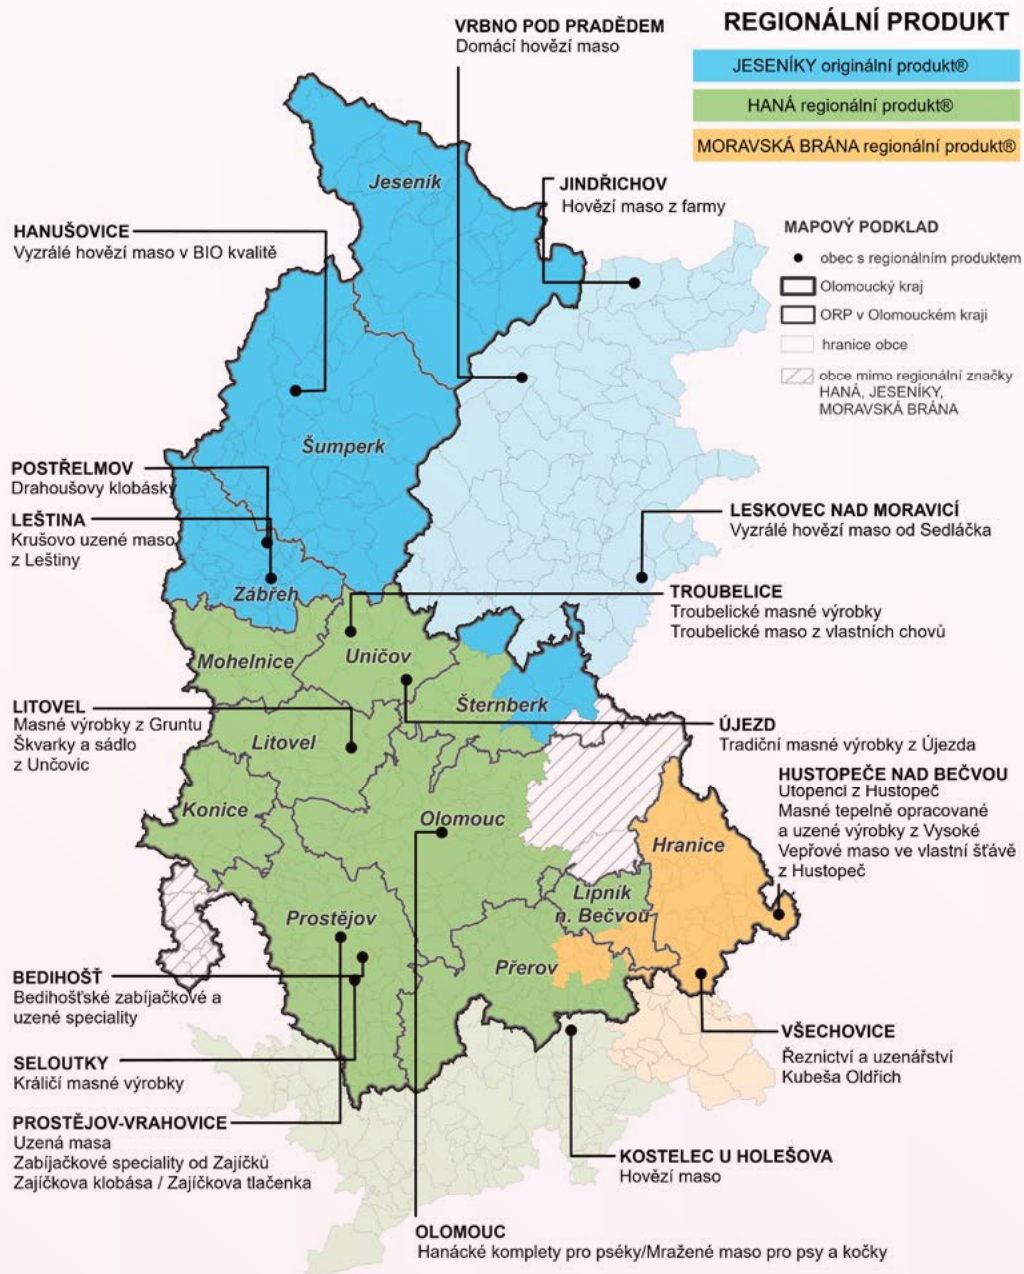 REGIONÁLNÍ PRODUKT
JESENÍKY originální produkt®
HANÁ regionální produkt®
MORAVSKÁ BRÁNA regionální produkt®
VRBNO POD PRADĚDEM
Domácí hovězí maso
JINDŘICHOV
Hovězí maso z farmy
MAPOVÝ PODKLAD
obec s regionálním produktem
Olomoucký kraj
ORP v Olomouckém kraji
hranice obce
obce mimo regionální značky
HANÁ, JESENÍKY,
MORAVSKÁ BRÁNA
HANUŠOVICE
Vyzrálé hovězí maso v BIO kvalitě
Jeseník
Šumperk
POSTŘELMOV
Drahoušovy klobásky
LEŠTINA
Krušovo uzené maso
z Leštiny
Zábřeh
LESKOVEC NAD MORAVICÍ
Vyzrálé hovězí maso od Sedláčka
TROUBELICE
Troubelické masné výrobky
Troubelické maso z vlastních chovů
Mohelnice
Uničov
Šternberk
LITOVEL
Masné výrobky z Gruntu
Škvarky a sádlo
z Unčovic
Litovel
ÚJEZD
Tradiční masné výrobky z Újezda
HUSTOPEČE NAD BEČVOU
Utopenci z Hustopeč
Masné tepelně opracované
a uzené výrobky z Vysoké
Vepřové maso ve vlastní šťávě
z Hustopeč
Konice
Olomouc
Hranice
Lipník
n. Bečvou
Prostějov
Přerov
BEDIHOŠŤ
Bedihošťské zabíjačkové a
uzené speciality
SELOUTKY
Králičí masné výrobky
PROSTĚJOV-VRAHOVICE
Uzená masa
Zabíjačkové speciality od Zajíčků
Zajíčkova klobása / Zajíčkova tlačenka
VŠECHOVICE
Řeznictví a uzenářství
Kubeša Oldřich
KOSTELEC U HOLEŠOVA
Hovězí maso
OLOMOUC
Hanácké komplety pro pséky/Mražené maso pro psy a kočky